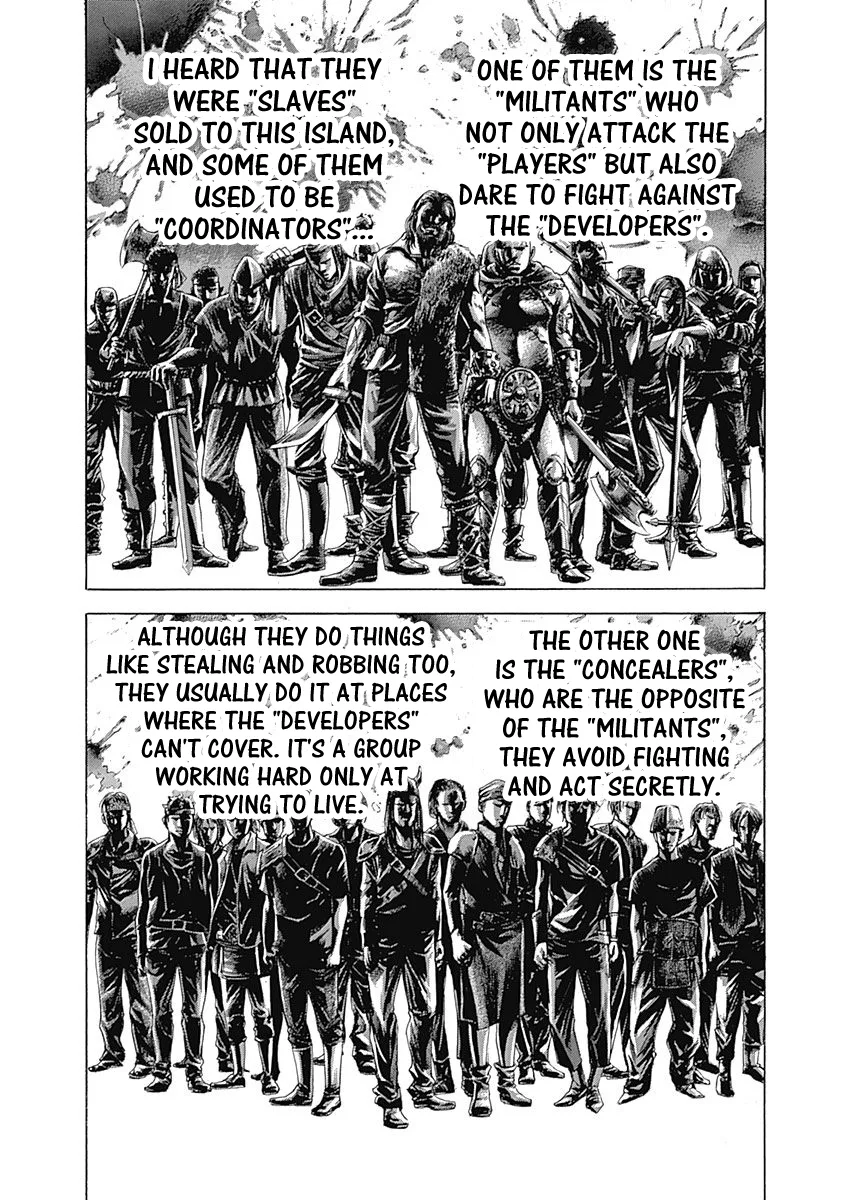 ONE OF THEM IS THE
"MILITANTS" WHO
NOT ONLY ATTACK THE
"PLAYERS" BUT ALSO
DARE TO FIGHT AGAINST
THE "DEVELOPERS".
I HEARD THAT THEY
WERE "SLAVES"
SOLD TO THIS ISLAND,
AND SOME OF THEM
USED TO BE
"COORDINATORS"...
THE OTHER ONE
IS THE "CONCEALERS",
WHO ARE THE OPPOSITE
OF THE "MILITANTS",
THEY AVOID FIGHTING
AND ACT SECRETLY.
ALTHOUGH THEY DO THINGS
LIKE STEALING AND ROBBING TOO,
THEY USUALLY DO IT AT PLACES
WHERE THE "DEVELOPERS"
CAN'T COVER. IT'S A GROUP
WORKING HARD ONLY AT
TRYING TO LIVE.